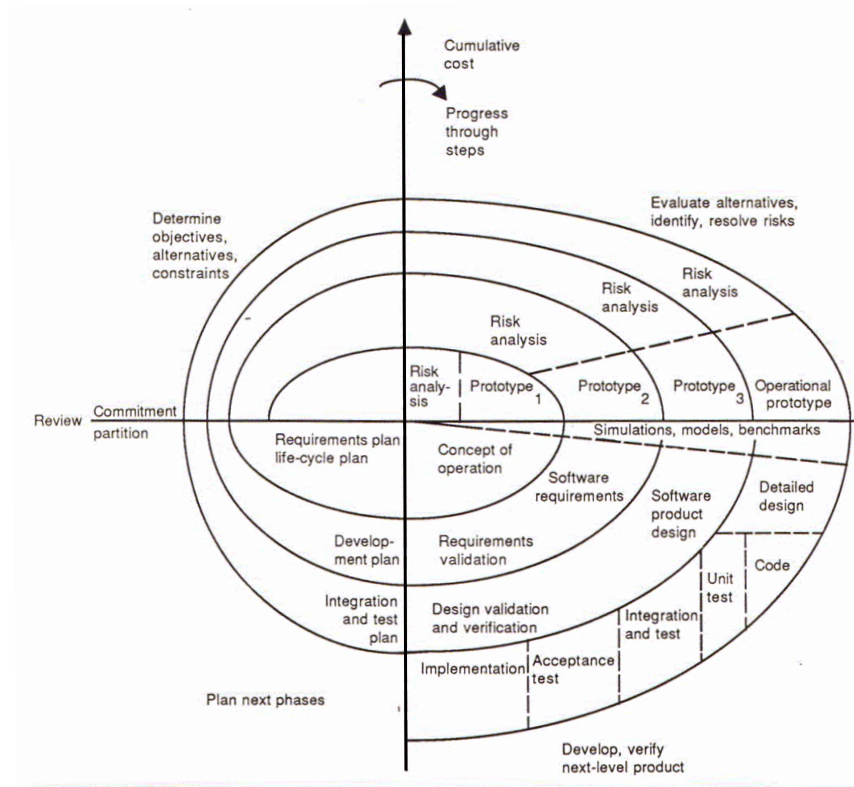 Cumulative
cost
Progress
through
steps
Evaluate alternatives,
identify, resolve risks
Determine
objectives,
alternatives,
constraints
Risk
analysis
Risk
analysis
Risk
analysis
Risk
analy-
sis
Prototype 1
Prototype 2
Prototype 3
Operational
prototype
Review
Commitment
partition
Simulations, models, benchmarks
Requirements plan
life-cycle plan
Concept of
operation
Software
requirements
Software
product
design
Detailed
design
Develop-
ment plan
Requirements
validation
Code
Unit
test
Integration
and test
plan
Design validation
and verification
Integration
and test
Acceptance
test
Implementation
Plan next phases
Develop, verify
next-level product